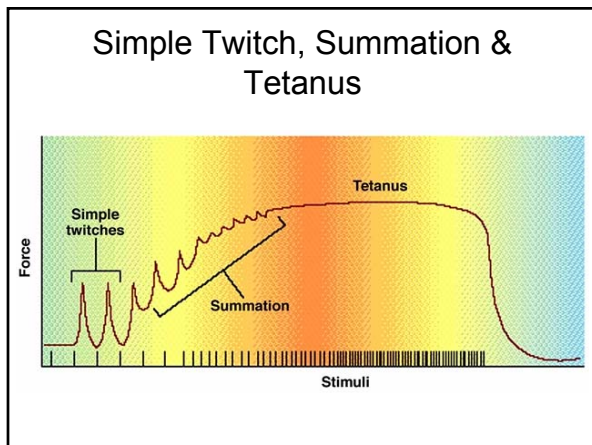 Simple Twitch, Summation &
Tetanus
Tetanus
Simple
twitches
Force
Summation
Stimuli